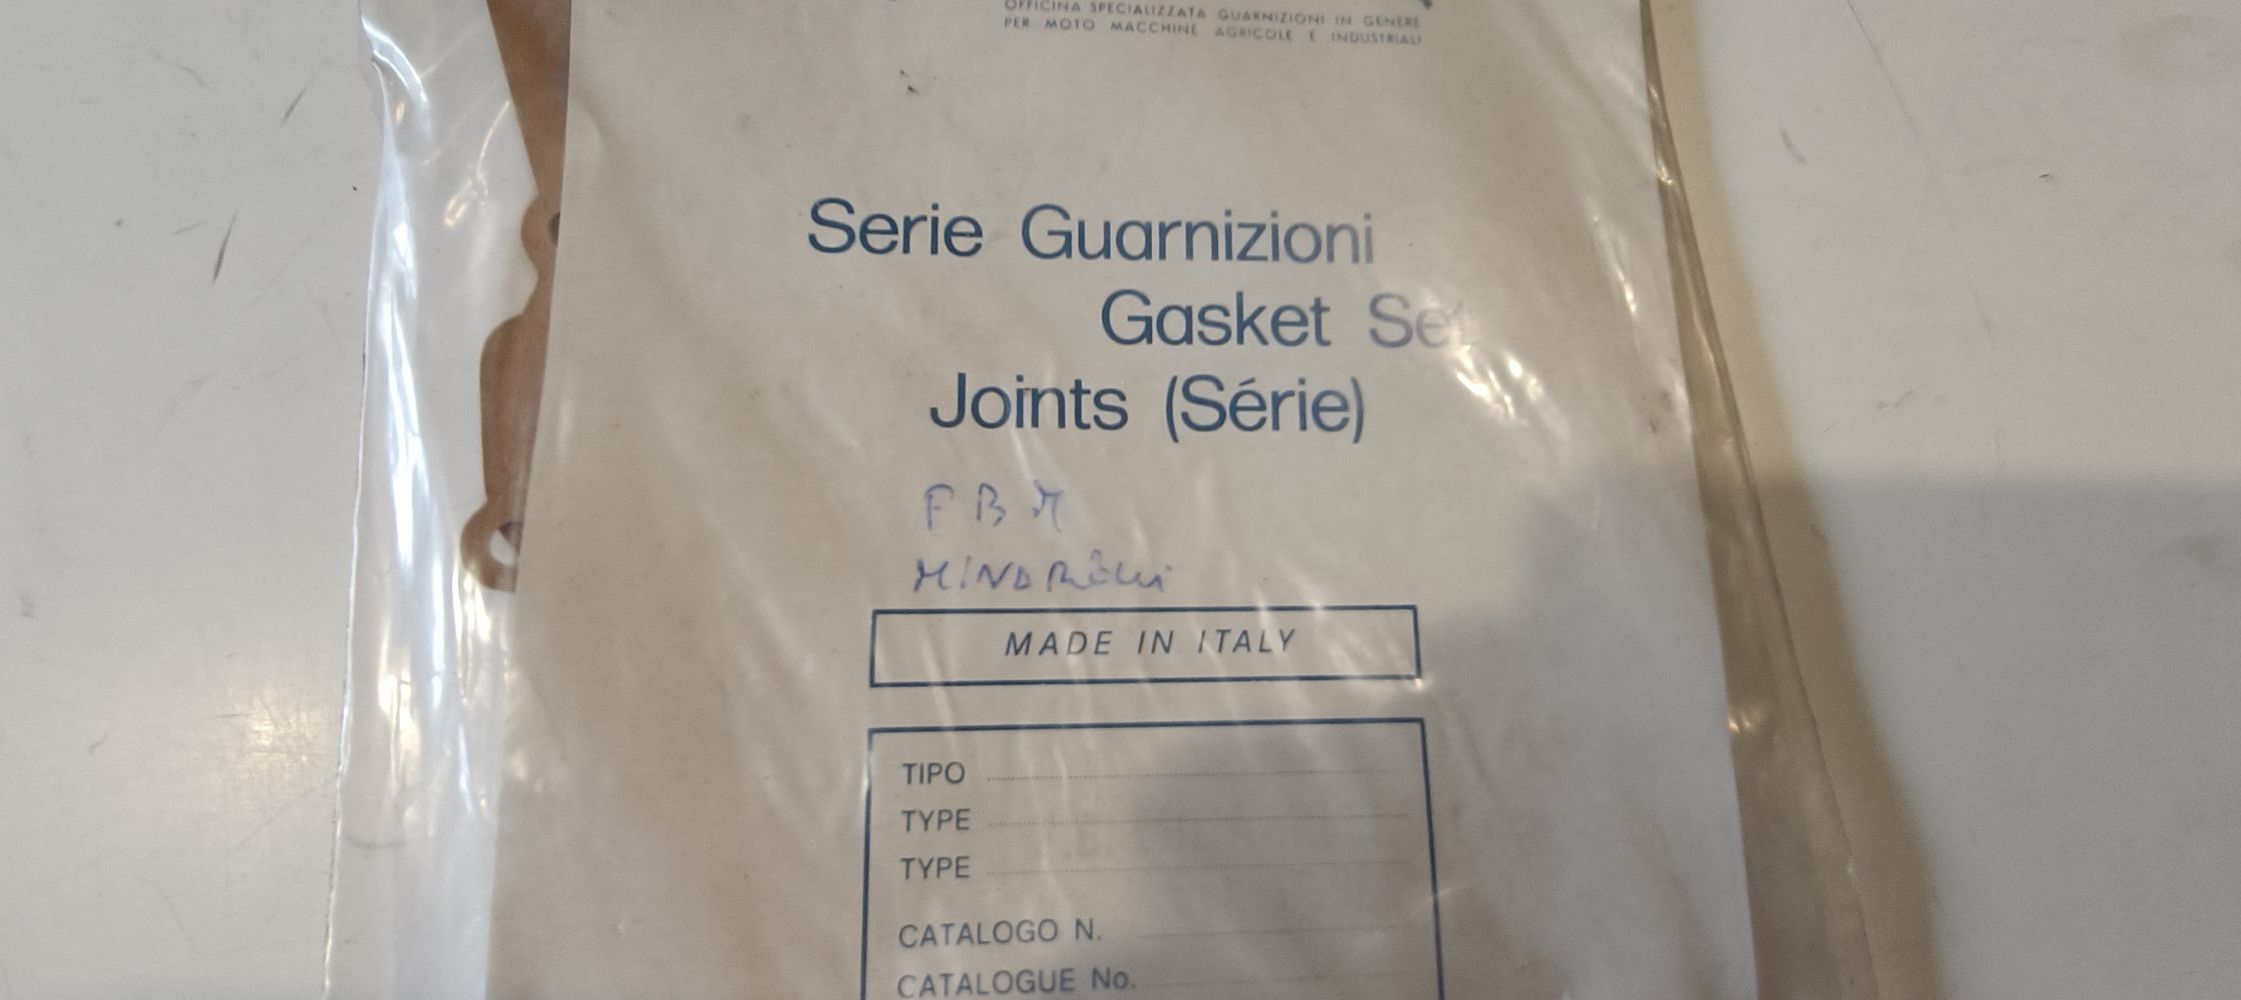 OFFICINA SPECIALIZZATA GUARNIZIONI IN GENERE
PER MOTO MACCHINE AGRICOLE E INDUSTRIALI
Serie Guarnizioni
Gasket Set
Joints (Série)
F B M
MADE IN ITALY
TIPO
TYPE
TYPE
CATALOGO N.
CATALOGUE No.